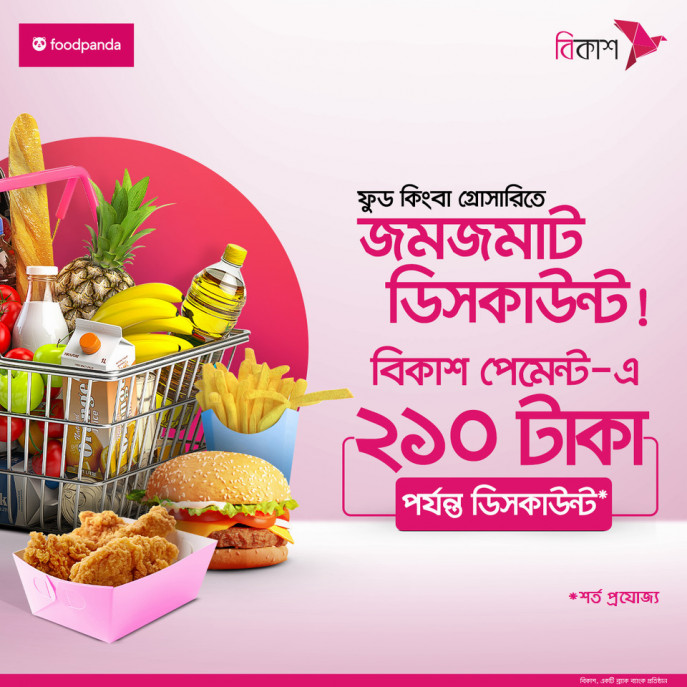 foodpanda
বিকাশ
ফুড কিংবা গ্রোসারিতে
জমজমাট
ডিসকাউন্ট!
বিকাশ পেমেন্ট-এ
২১০ টাকা
পর্যন্ত ডিসকাউন্ট*
*শর্ত প্রযোজ্য
বিকাশ, একটি ব্র্যাক ব্যাংক প্রতিষ্ঠান